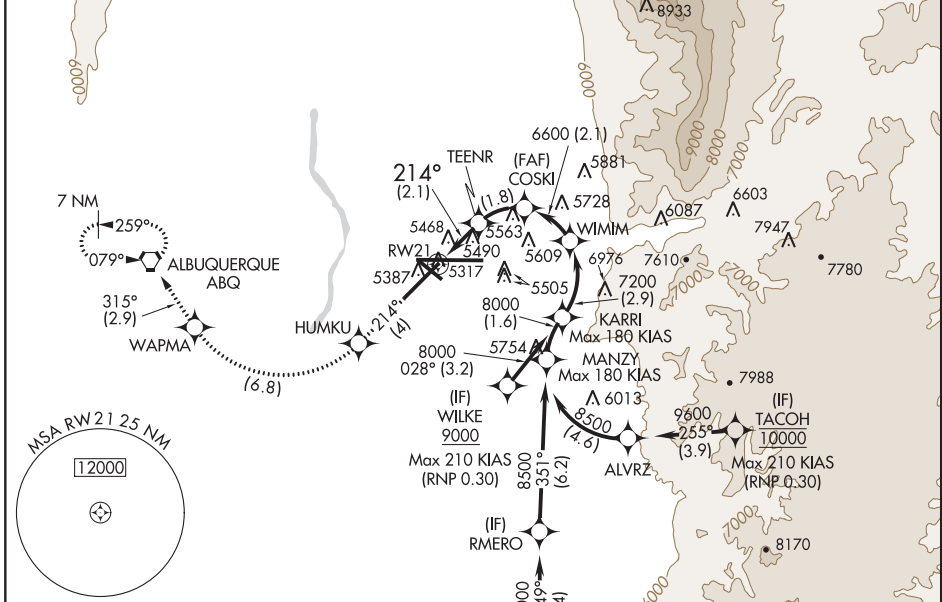 8933
6000
6000
9000
8000
7000
6600 (2.1)
TEENR
(FAF)
COSKI
5881
214°
(2.1)
(1.8)
5728
6603
6087
7947
7 NM
259°
079°
ALBUQUERQUE
ABQ
5468
5563
WIMIM
RW21
5490
5609
6976
7610
7780
5387
5317
5505
7200
(2.9)
315°
(2.9)
WAPMA
HUMKU
214°
(4)
8000
(1.6)
KARRI
Max 180 KIAS
5754
MANZY
Max 180 KIAS
8000
028° (3.2)
(6.8)
7988
6013
(IF)
WILKE
9000
Max 210 KIAS
(RNP 0.30)
8500
(4.6)
ALVRZ
9600
255°
(3.9)
(IF)
TACOH
10000
Max 210 KIAS
(RNP 0.30)
MSA RW21 25 NM
12000
8500
351°
(6.2)
7000
7000
(IF)
RMERO
8170